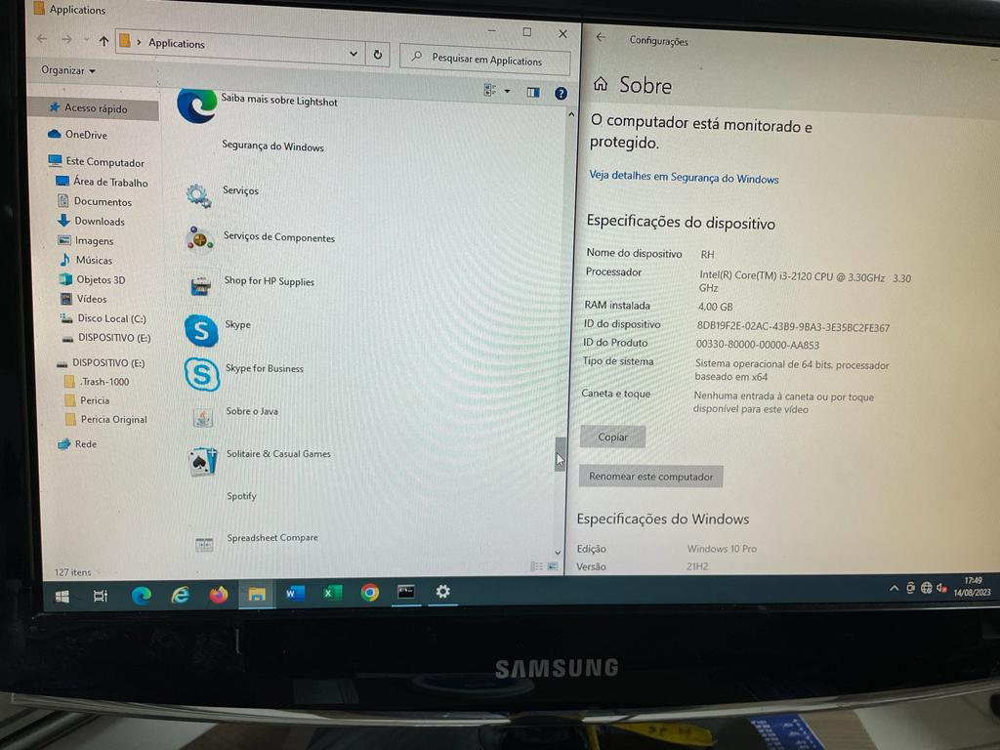 Applications
Applications
Pesquisar em Applications
Organizar
Acesso rápido
OneDrive
Este Computador
Área de Trabalho
Documentos
Downloads
Imagens
Músicas
Objetos 3D
Vídeos
Disco Local (C:)
DISPOSITIVO (E:)
DISPOSITIVO (E:)
.Trash-1000
Pericia
Pericia Original
Rede
127 itens
Saiba mais sobre Lightshot
Segurança do Windows
Serviços
Serviços de Componentes
Shop for HP Supplies
Skype
Skype for Business
Sobre o Java
Solitaire & Casual Games
Spotify
Spreadsheet Compare
Configurações
Sobre
O computador está monitorado e
protegido.
Veja detalhes em Segurança do Windows
Especificações do dispositivo
Nome do dispositivo RH
Processador Intel(R) Core(TM) i3-2120 CPU @ 3.30GHz 3.30
GHz
RAM instalada 4,00 GB
ID do dispositivo 8DB19F2E-02AC-43B9-9BA3-3E35BC2FE367
ID do Produto 00330-80000-00000-AA853
Tipo de sistema Sistema operacional de 64 bits, processador
baseado em x64
Caneta e toque Nenhuma entrada à caneta ou por toque
disponível para este vídeo
Copiar
Renomear este computador
Especificações do Windows
Edição Windows 10 Pro
Versão 21H2
17:49
14/08/2023
SAMSUNG